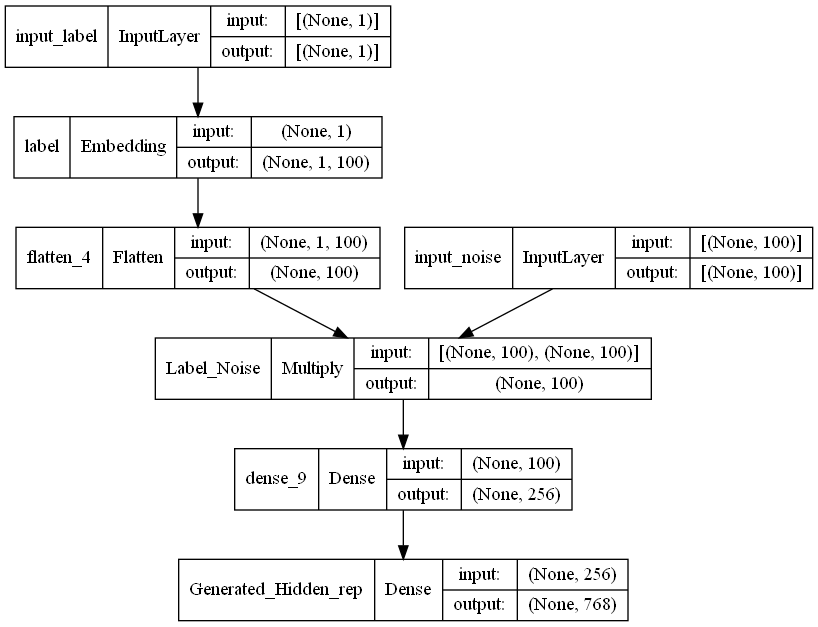 input_label InputLayer input: [(None, 1)]
output: [(None, 1)]
label Embedding input: (None, 1)
output: (None, 1, 100)
flatten_4 Flatten input: (None, 1, 100)
output: (None, 100)
input_noise InputLayer input: [(None, 100)]
output: [(None, 100)]
Label_Noise Multiply input: [(None, 100), (None, 100)]
output: (None, 100)
dense_9 Dense input: (None, 100)
output: (None, 256)
Generated_Hidden_rep Dense input: (None, 256)
output: (None, 768)